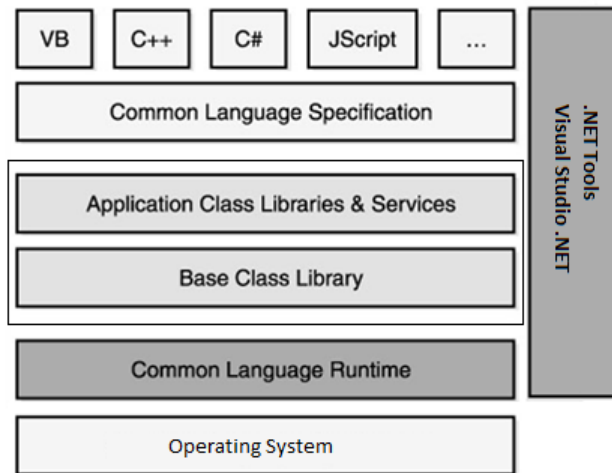 VB
C++
C#
JScript
...
Common Language Specification
Application Class Libraries & Services
Base Class Library
Common Language Runtime
Operating System
.NET Tools
Visual Studio .NET